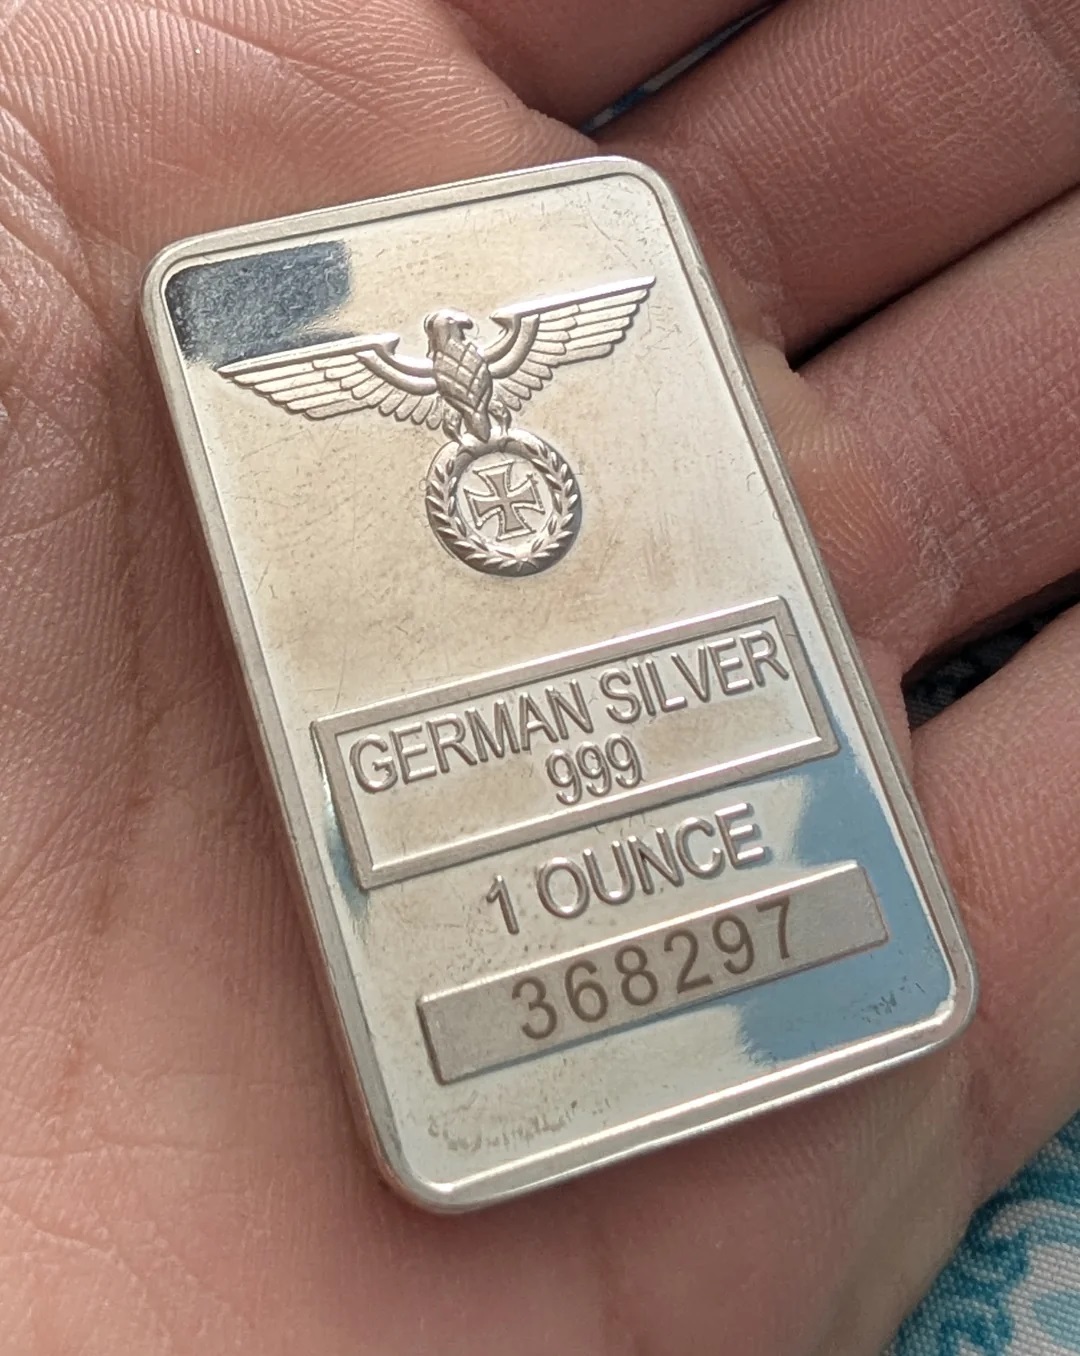 GERMAN SILVER
999
1 OUNCE
368297